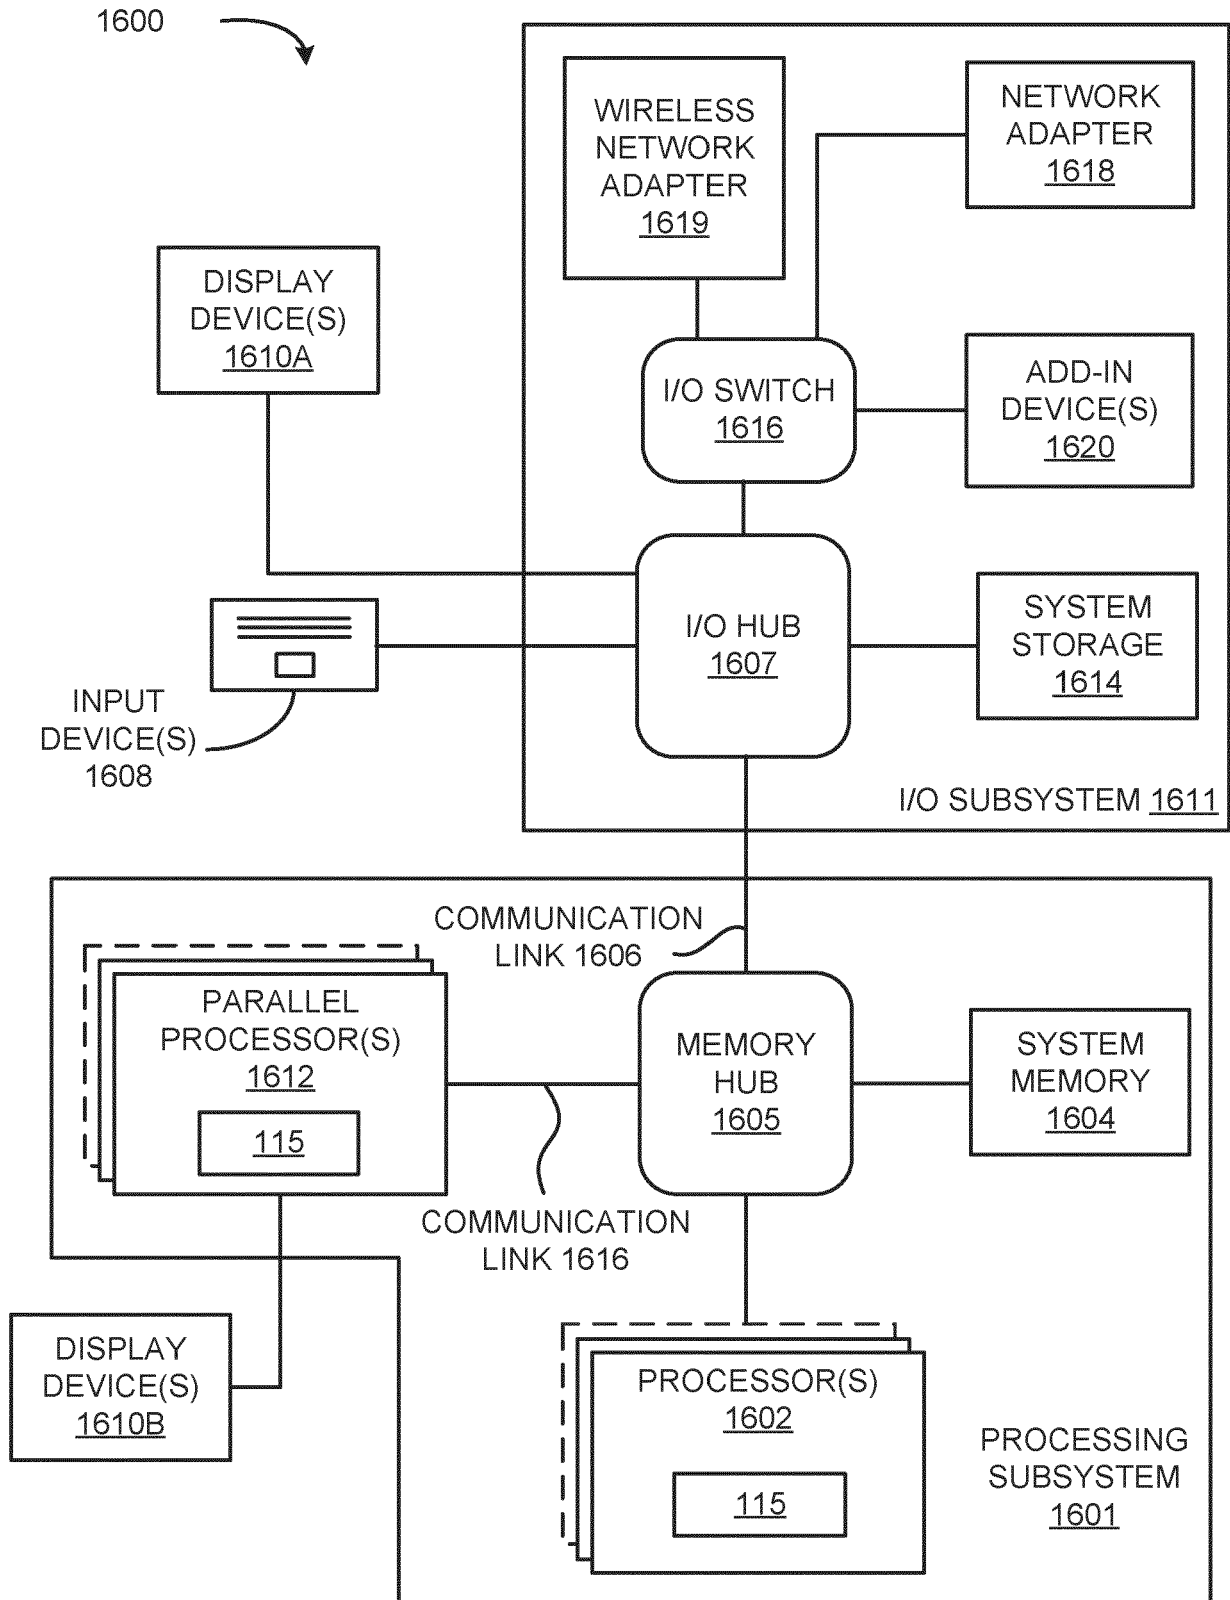 1600
WIRELESS
NETWORK
ADAPTER
1619
NETWORK
ADAPTER
1618
DISPLAY
DEVICE(S)
1610A
I/O SWITCH
1616
ADD-IN
DEVICE(S)
1620
I/O HUB
1607
SYSTEM
STORAGE
1614
INPUT
DEVICE(S)
1608
I/O SUBSYSTEM 1611
COMMUNICATION
LINK 1606
PARALLEL
PROCESSOR(S)
1612
115
MEMORY
HUB
1605
SYSTEM
MEMORY
1604
COMMUNICATION
LINK 1616
DISPLAY
DEVICE(S)
1610B
PROCESSOR(S)
1602
115
PROCESSING
SUBSYSTEM
1601